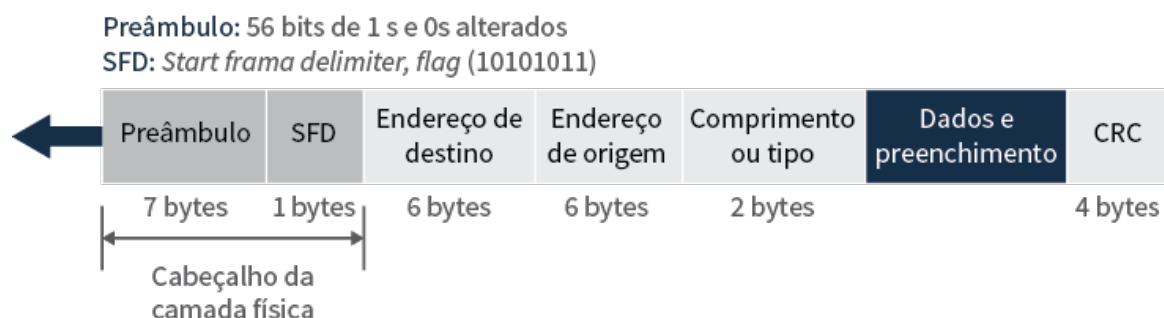 Preâmbulo: 56 bits de 1 s e 0s alterados
SFD: Start frama delimiter, flag (10101011)
Preâmbulo
SFD
Endereço de
destino
Endereço
de origem
Comprimento
ou tipo
Dados e
preenchimento
CRC
7 bytes
1 bytes
6 bytes
6 bytes
2 bytes
4 bytes
Cabeçalho da
camada física